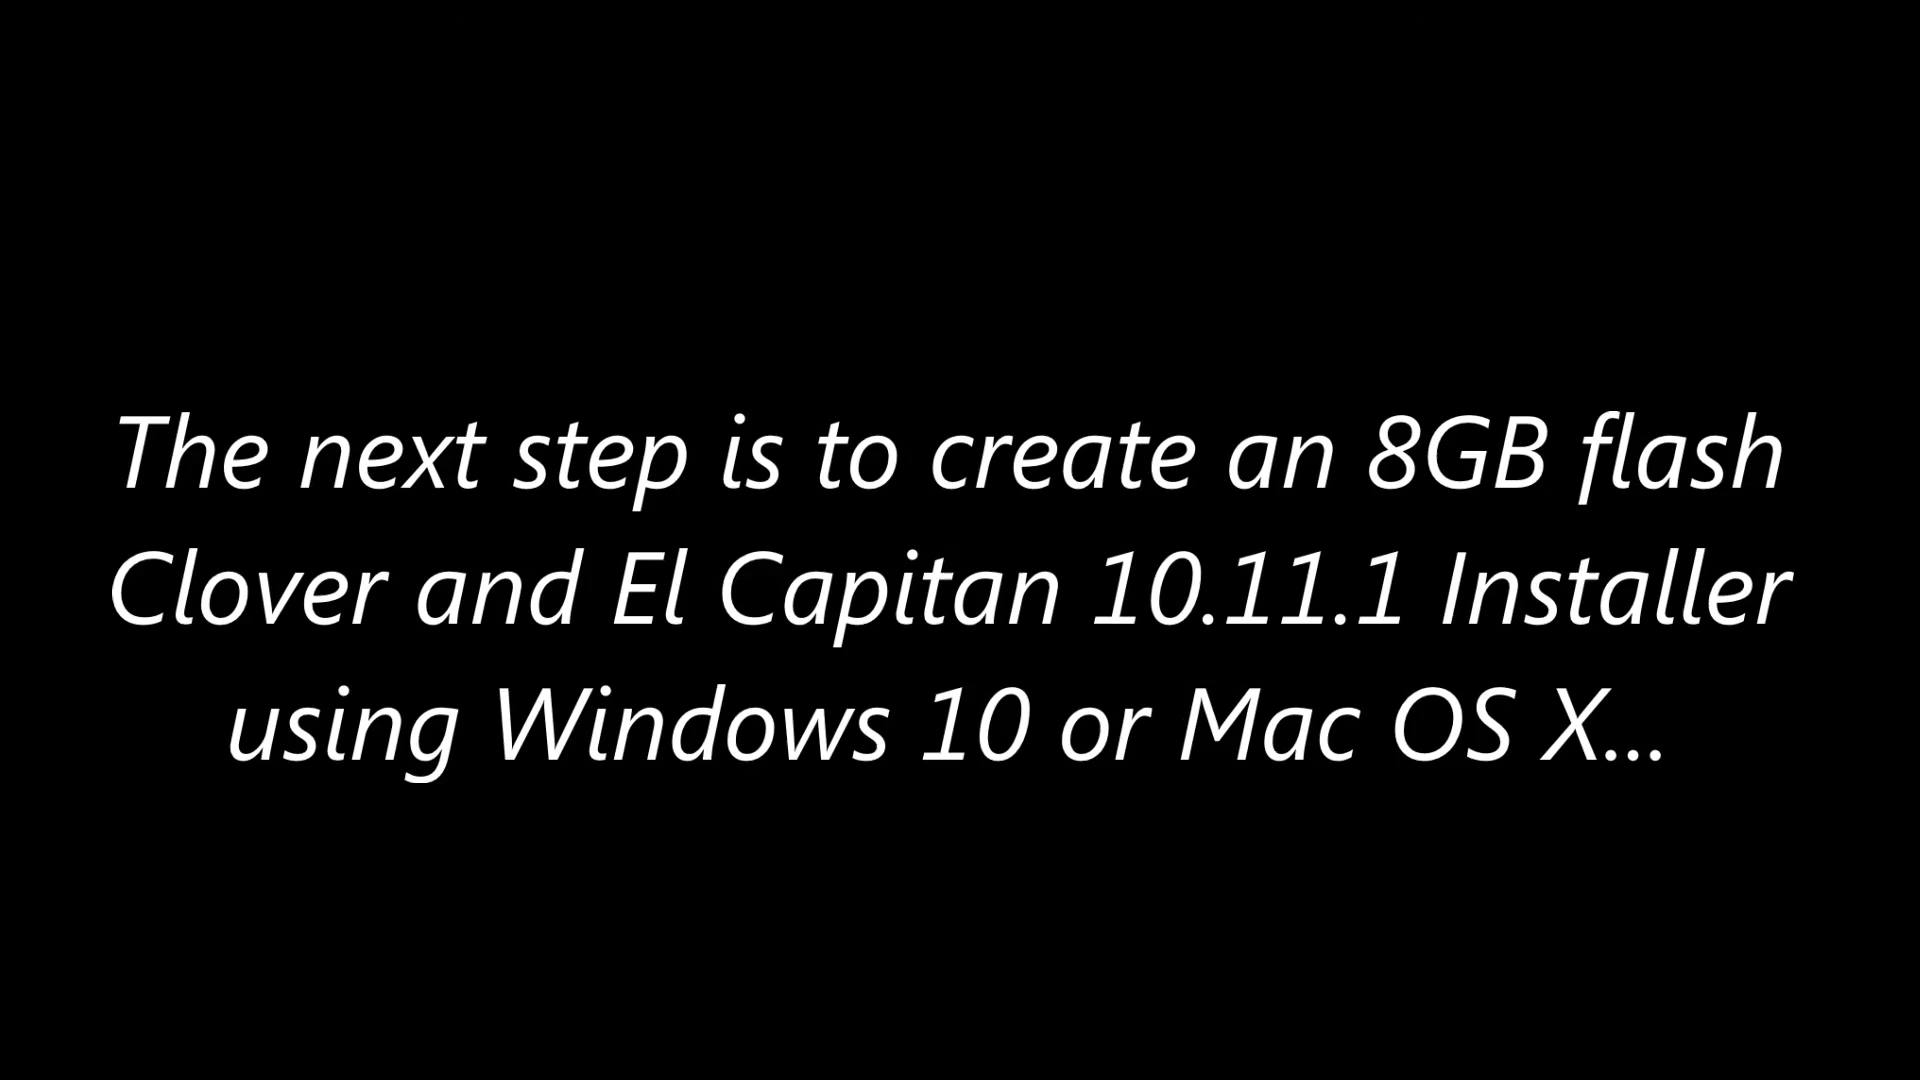 The next step is to create an 8GB flash
Clover and El Capitan 10.11.1 Installer
using Windows 10 or Mac OS X...